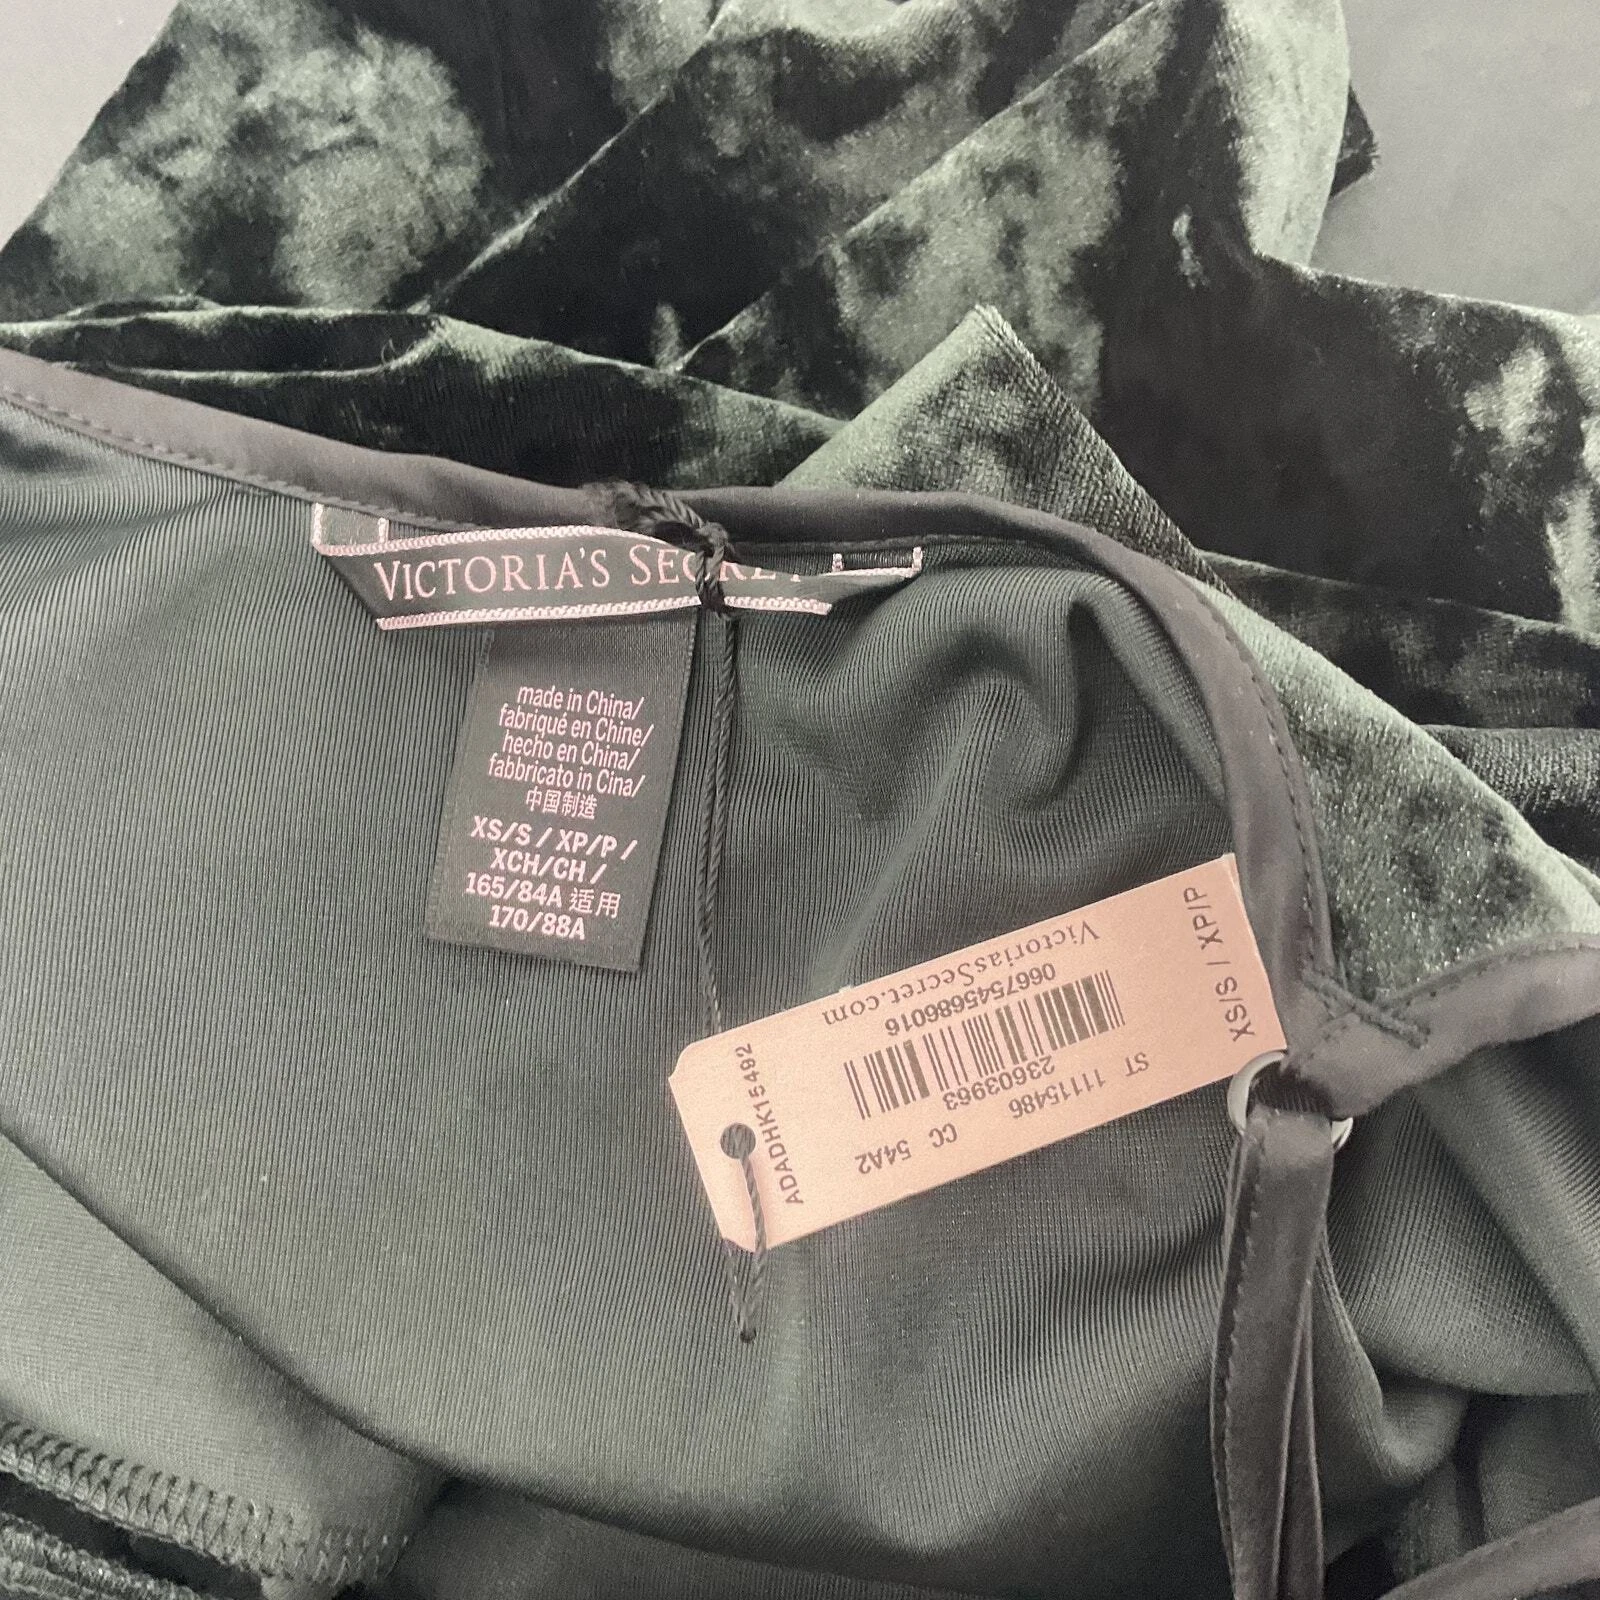 VICTORIA'S SECRET
made in China/
fabriqué en Chine/
hecho en China/
fabbricato in Cina/
中国制造
XS/S / XP/P /
XCH/CH /
165/84A 适用
170/88A
VictoriasSecret.com
0667545686016
23603963
ST 11115486 CC 54A2
XS/S / XP/P
ADADHK15492